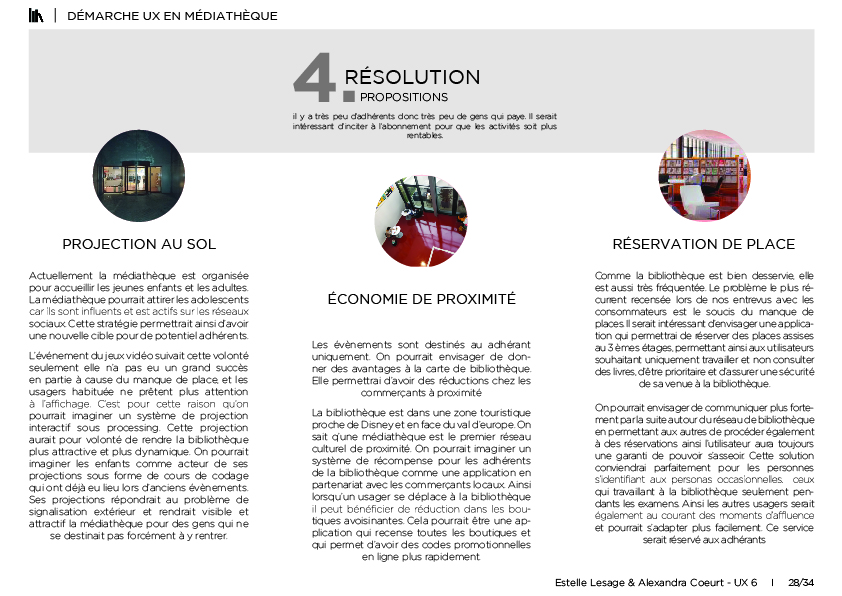 DÉMARCHE UX EN MÉDIATHÈQUE
4.
RÉSOLUTION
PROPOSITIONS
il y a très peu d'adhérents donc très peu de gens qui paye. Il serait
intéressant d'inciter à l'abonnement pour que les activités soit plus
rentables.
PROJECTION AU SOL
Actuellement la médiathèque est organisée
pour accueillir les jeunes enfants et les adultes.
La médiathèque pourrait attirer les adolescents
car ils sont influents et est actifs sur les réseaux
sociaux. Cette stratégie permettrait ainsi d'avoir
une nouvelle cible pour de potentiel adhérents.
L'événement du jeux vidéo suivait cette volonté
seulement elle n'a pas eu un grand succès
en partie à cause du manque de place, et les
usagers habituée ne prêtent plus attention
à l'affichage. C'est pour cette raison qu'on
pourrait imaginer un système de projection
interactif sous processing. Cette projection
aurait pour volonté de rendre la bibliothèque
plus attractive et plus dynamique. On pourrait
imaginer les enfants comme acteur de ses
projections sous forme de cours de codage
qui ont déjà eu lieu lors d'anciens évènements.
Ses projections répondrait au problème de
signalisation extérieur et rendrait visible et
attractif la médiathèque pour des gens qui ne
se destinait pas forcément à y rentrer.
ÉCONOMIE DE PROXIMITÉ
Les évènements sont destinés au adhérant
uniquement. On pourrait envisager de don-
ner des avantages à la carte de bibliothèque.
Elle permettrai d'avoir des réductions chez les
commerçants à proximité
La bibliothèque est dans une zone touristique
proche de Disney et en face du val d'europe. On
sait q'une médiathèque est le premier réseau
culturel de proximité. On pourrait imaginer un
système de récompense pour les adhérents
de la bibliothèque comme une application en
partenariat avec les commerçants locaux. Ainsi
lorsqu'un usager se déplace à la bibliothèque
il peut bénéficier de réduction dans les bou-
tiques avoisinantes. Cela pourrait être une ap-
plication qui recense toutes les boutiques et
qui permet d'avoir des codes promotionnelles
en ligne plus rapidement.
RÉSERVATION DE PLACE
Comme la bibliothèque est bien desservie, elle
est aussi très fréquentée. Le problème le plus ré-
current recensée lors de nos entrevus avec les
consommateurs est le soucis du manque de
places. Il serait intéressant d'envisager une applica-
tion qui permettrai de réserver des places assises
au 3 èmes étages, permettant ainsi aux utilisateurs
souhaitant uniquement travailler et non consulter
des livres, d'être prioritaire et d'assurer une sécurité
de sa venue à la bibliothèque.
On pourrait envisager de communiquer plus forte-
ment par la suite autour du réseau de bibliothèque
en permettant aux autres de procéder également
à des réservations ainsi l'utilisateur aura toujours
une garanti de pouvoir s'asseoir. Cette solution
conviendrai parfaitement pour les personnes
s'identifiant aux personas occasionnelles. ceux
qui travaillant à la bibliothèque seulement pen-
dants les examens. Ainsi les autres usagers serait
également au courant des moments d'affluence
et pourrait s'adapter plus facilement. Ce service
serait réservé aux adhérants
Estelle Lesage & Alexandra Coeurt - UX 6 I 28/34